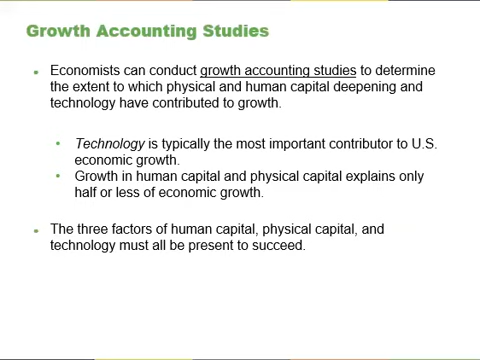 Growth Accounting Studies
• Economists can conduct growth accounting studies to determine
the extent to which physical and human capital deepening and
technology have contributed to growth.
• Technology is typically the most important contributor to U.S.
economic growth.
• Growth in human capital and physical capital explains only
half or less of economic growth.
• The three factors of human capital, physical capital, and
technology must all be present to succeed.